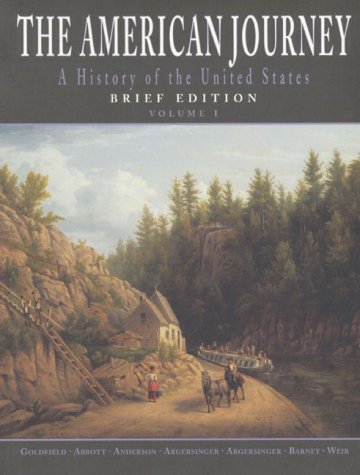 THE AMERICAN JOURNEY
A History of the United States
BRIEF EDITION
VOLUME I
GOLDFIELD · ABBOTT · ANDERSON · ARGERSINGER · ARGERSINGER · BARNEY · WEIR